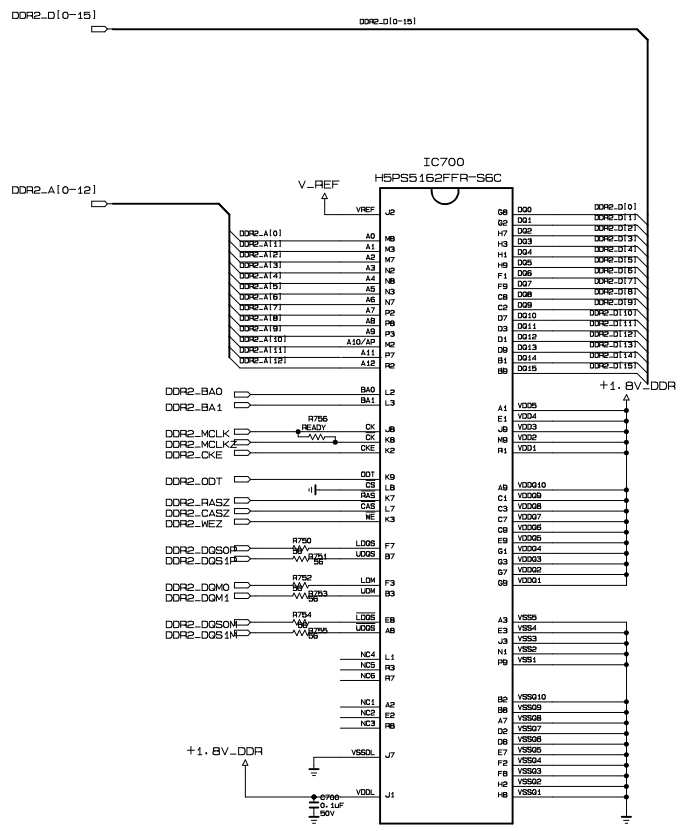 DDR2_D[0-15]
DDR2_D[0-15]
IC700
H5PS5162FFR-S6C
V_REF
DDR2_A[0-12]
VREF J2
DDR2_A[0] A0 M8
DDR2_A[1] A1 M3
DDR2_A[2] A2 M7
DDR2_A[3] A3 N2
DDR2_A[4] A4 N8
DDR2_A[5] A5 N3
DDR2_A[6] A6 N7
DDR2_A[7] A7 P2
DDR2_A[8] A8 P8
DDR2_A[9] A9 P3
DDR2_A[10] A10/AP M2
DDR2_A[11] A11 P7
DDR2_A[12] A12 R2
G8 DQ0 DDR2_D[0]
G2 DQ1 DDR2_D[1]
H7 DQ2 DDR2_D[2]
H3 DQ3 DDR2_D[3]
H1 DQ4 DDR2_D[4]
H9 DQ5 DDR2_D[5]
F1 DQ6 DDR2_D[6]
F9 DQ7 DDR2_D[7]
C8 DQ8 DDR2_D[8]
C2 DQ9 DDR2_D[9]
D7 DQ10 DDR2_D[10]
D3 DQ11 DDR2_D[11]
D1 DQ12 DDR2_D[12]
D9 DQ13 DDR2_D[13]
B1 DQ14 DDR2_D[14]
B9 DQ15 DDR2_D[15]
+1.8V_DDR
DDR2_BA0 BA0 L2
DDR2_BA1 BA1 L3
R756
READY
DDR2_MCLK CK J8
DDR2_MCLKZ CK K8
DDR2_CKE CKE K2
DDR2_ODT ODT K9
CS L8
DDR2_RASZ RAS K7
DDR2_CASZ CAS L7
DDR2_WEZ WE K3
R750
DDR2_DQS0P LDQS F7
DDR2_DQS1P R751 UDQS B7
56
R752
DDR2_DQM0 LDM F3
DDR2_DQM1 R753 UDM B3
56
R754
DDR2_DQS0M LDQS E8
DDR2_DQS1M R755 UDQS A8
56
NC4 L1
NC5 R3
NC6 R7
NC1 A2
NC2 E2
NC3 R8
+1.8V_DDR
VSSDL J7
VDDL J1
C700
0.1uF
50V
A1 VDD5
E1 VDD4
J9 VDD3
M9 VDD2
R1 VDD1
A9 VDDQ10
C1 VDDQ9
C3 VDDQ8
C7 VDDQ7
C9 VDDQ6
E9 VDDQ5
G1 VDDQ4
G3 VDDQ3
G7 VDDQ2
G9 VDDQ1
A3 VSS5
E3 VSS4
J3 VSS3
N1 VSS2
P9 VSS1
B2 VSSQ10
B8 VSSQ9
A7 VSSQ8
D2 VSSQ7
D8 VSSQ6
E7 VSSQ5
F2 VSSQ4
F8 VSSQ3
H2 VSSQ2
H8 VSSQ1